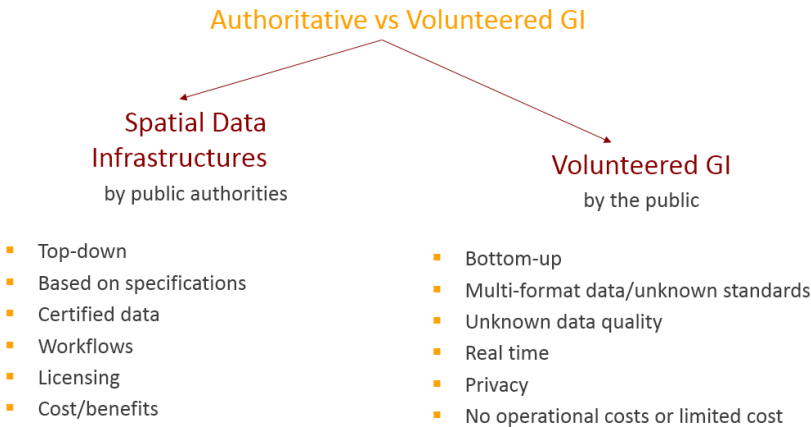 Authoritative vs Volunteered GI
Spatial Data
Infrastructures
by public authorities
Top-down
Based on specifications
Certified data
Workflows
Licensing
Cost/benefits
Volunteered GI
by the public
Bottom-up
Multi-format data/unknown standards
Unknown data quality
Real time
Privacy
No operational costs or limited cost